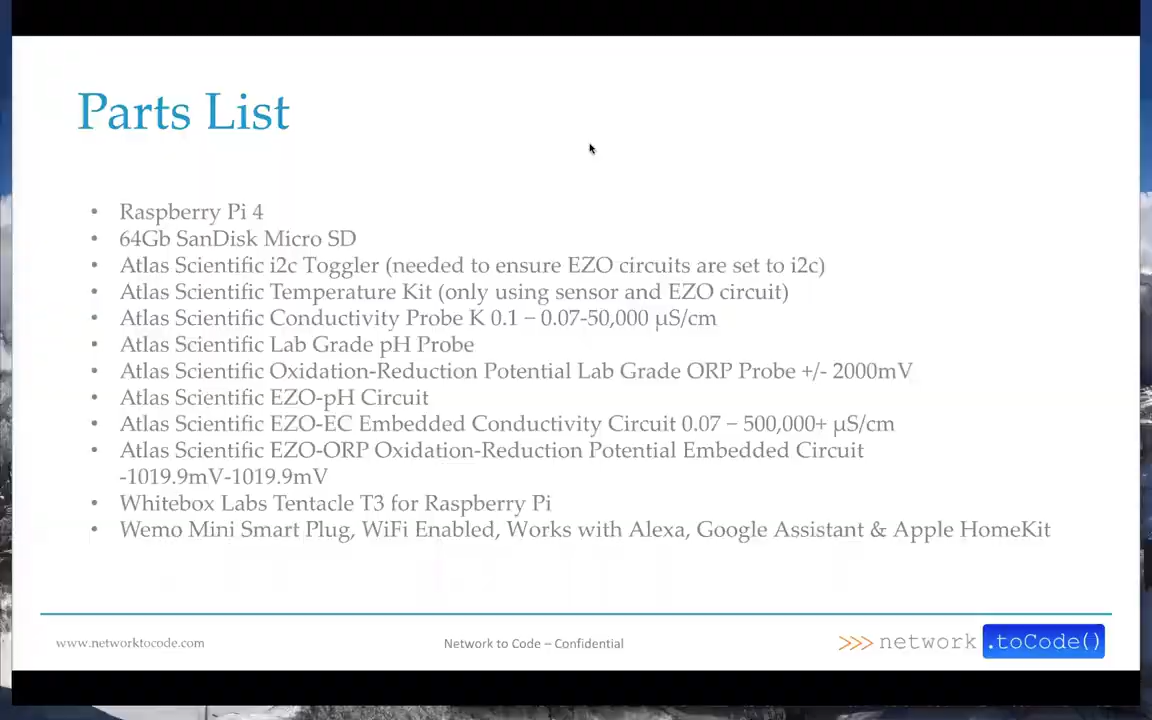 Parts List
• Raspberry Pi 4
• 64Gb SanDisk Micro SD
• Atlas Scientific i2c Toggler (needed to ensure EZO circuits are set to i2c)
• Atlas Scientific Temperature Kit (only using sensor and EZO circuit)
• Atlas Scientific Conductivity Probe K 0.1 – 0.07-50,000 µS/cm
• Atlas Scientific Lab Grade pH Probe
• Atlas Scientific Oxidation-Reduction Potential Lab Grade ORP Probe +/- 2000mV
• Atlas Scientific EZO-pH Circuit
• Atlas Scientific EZO-EC Embedded Conductivity Circuit 0.07 – 500,000+ µS/cm
• Atlas Scientific EZO-ORP Oxidation-Reduction Potential Embedded Circuit
-1019.9mV-1019.9mV
• Whitebox Labs Tentacle T3 for Raspberry Pi
• Wemo Mini Smart Plug, WiFi Enabled, Works with Alexa, Google Assistant & Apple HomeKit
www.networktocode.com
Network to Code – Confidential
>>> network .toCode()